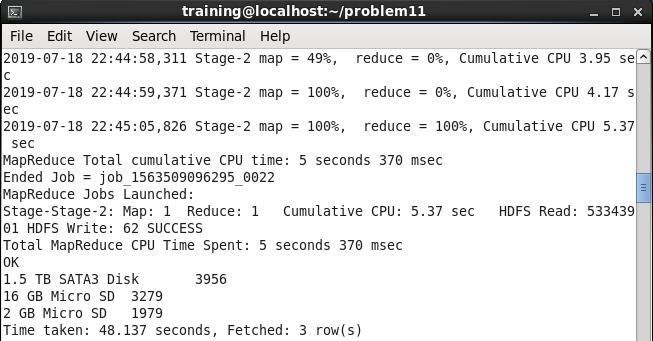 training@localhost:~/problem11
File Edit View Search Terminal Help
2019-07-18 22:44:58,311 Stage-2 map = 49%,  reduce = 0%, Cumulative CPU 3.95 se
c
2019-07-18 22:44:59,371 Stage-2 map = 100%,  reduce = 0%, Cumulative CPU 4.17 s
ec
2019-07-18 22:45:05,826 Stage-2 map = 100%,  reduce = 100%, Cumulative CPU 5.37
 sec
MapReduce Total cumulative CPU time: 5 seconds 370 msec
Ended Job = job_1563509096295_0022
MapReduce Jobs Launched:
Stage-Stage-2: Map: 1  Reduce: 1   Cumulative CPU: 5.37 sec   HDFS Read: 533439
01 HDFS Write: 62 SUCCESS
Total MapReduce CPU Time Spent: 5 seconds 370 msec
OK
1.5 TB SATA3 Disk       3956
16 GB Micro SD  3279
2 GB Micro SD   1979
Time taken: 48.137 seconds, Fetched: 3 row(s)